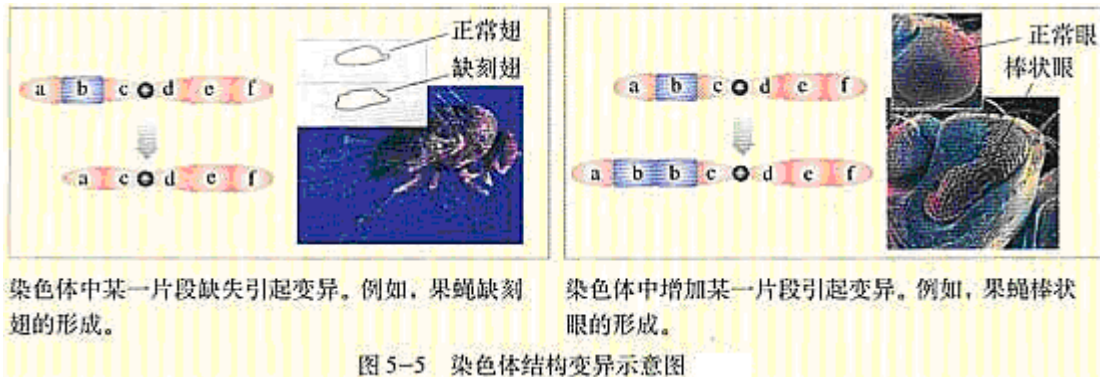 正常翅
缺刻翅
a b c d e f
a c d e f
染色体中某一片段缺失引起变异。例如，果蝇缺刻
翅的形成。
正常眼
棒状眼
a b c d e f
a b b c d e f
染色体中增加某一片段引起变异。例如，果蝇棒状
眼的形成。
图 5-5 染色体结构变异示意图